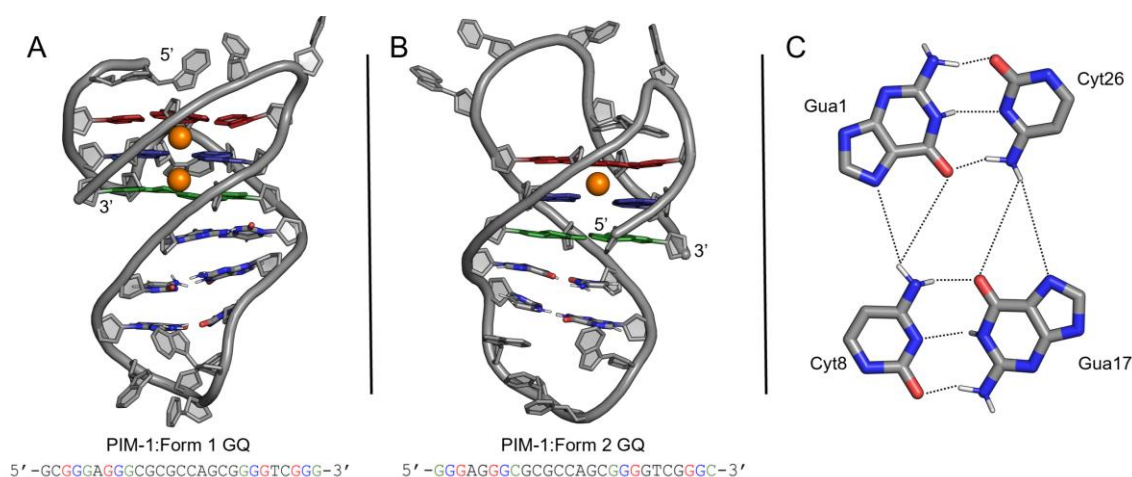 A
5’
3’
B
5’
3’
C
Gua1
Cyt26
Cyt8
Gua17
PIM-1:Form 1 GQ
5’-GCGGGAGGGCGCGCCAGCGGGGTCGGG-3’
PIM-1:Form 2 GQ
5’-GGGAGGGCGCGCCAGCGGGGTCGGGC-3’